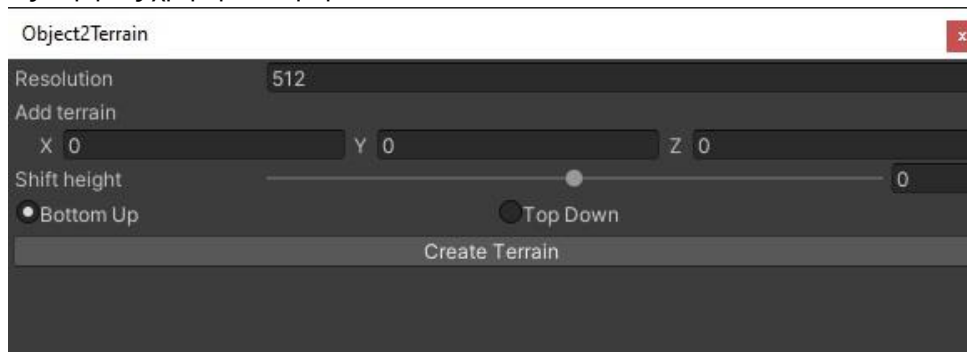 Object2Terrain
x
Resolution 512
Add terrain
X 0 Y 0 Z 0
Shift height 0
Bottom Up Top Down
Create Terrain